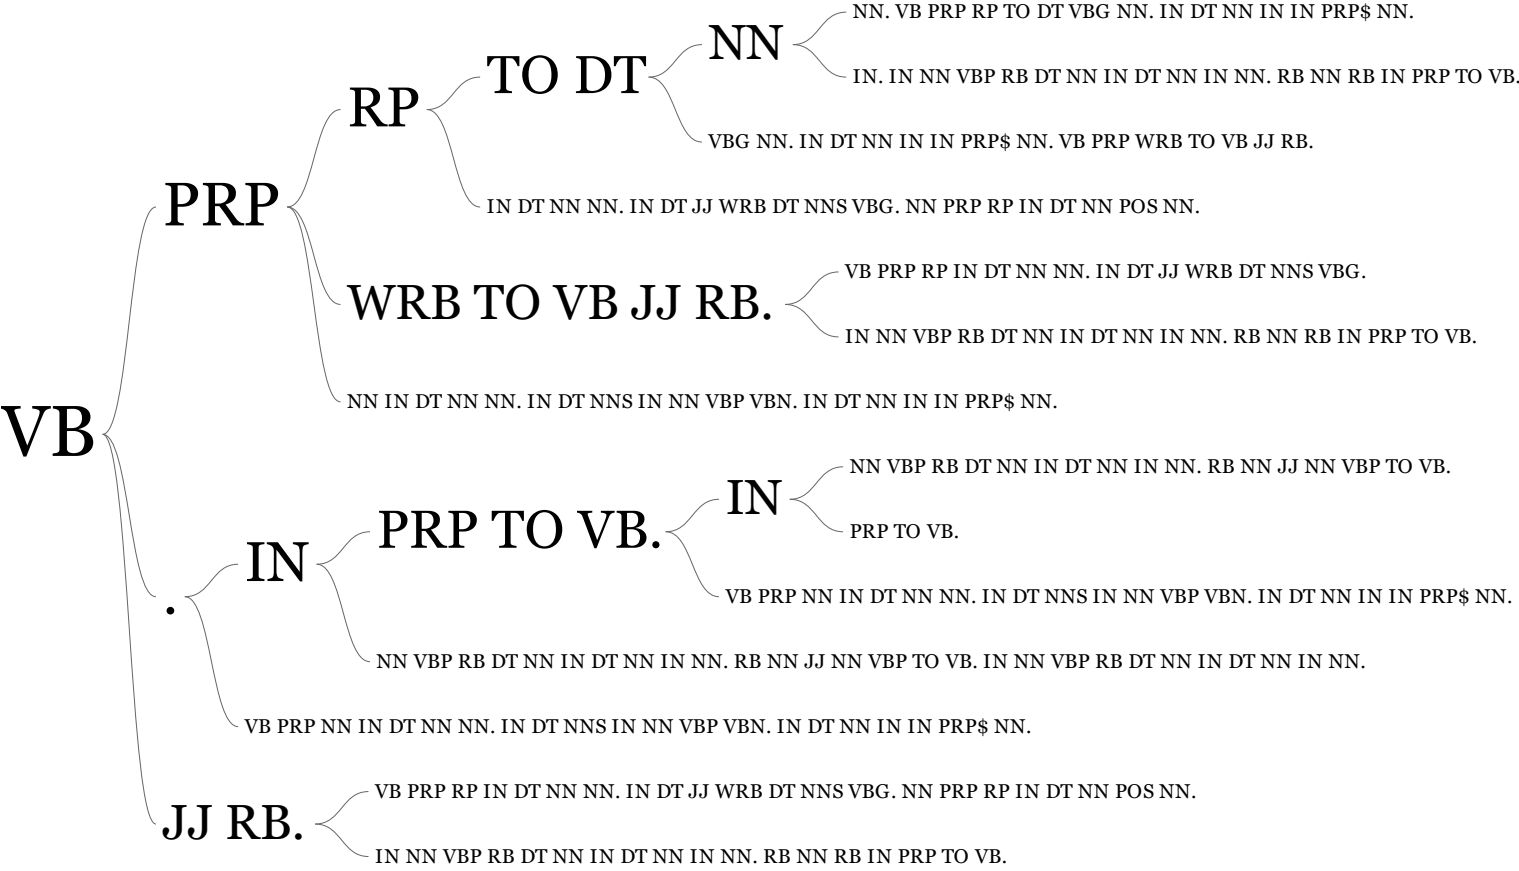 NN. VB PRP RP TO DT VBG NN. IN DT NN IN IN PRP$ NN.
NN
TO DT
IN. IN NN VBP RB DT NN IN DT NN IN NN. RB NN RB IN PRP TO VB.
RP
VBG NN. IN DT NN IN IN PRP$ NN. VB PRP WRB TO VB JJ RB.
PRP
IN DT NN NN. IN DT JJ WRB DT NNS VBG. NN PRP RP IN DT NN POS NN.
VB PRP RP IN DT NN NN. IN DT JJ WRB DT NNS VBG.
WRB TO VB JJ RB.
IN NN VBP RB DT NN IN DT NN IN NN. RB NN RB IN PRP TO VB.
NN IN DT NN NN. IN DT NNS IN NN VBP VBN. IN DT NN IN IN PRP$ NN.
VB
NN VBP RB DT NN IN DT NN IN NN. RB NN JJ NN VBP TO VB.
IN
PRP TO VB.
PRP TO VB.
IN
VB PRP NN IN DT NN NN. IN DT NNS IN NN VBP VBN. IN DT NN IN IN PRP$ NN.
.
NN VBP RB DT NN IN DT NN IN NN. RB NN JJ NN VBP TO VB. IN NN VBP RB DT NN IN DT NN IN NN.
VB PRP NN IN DT NN NN. IN DT NNS IN NN VBP VBN. IN DT NN IN IN PRP$ NN.
VB PRP RP IN DT NN NN. IN DT JJ WRB DT NNS VBG. NN PRP RP IN DT NN POS NN.
JJ RB.
IN NN VBP RB DT NN IN DT NN IN NN. RB NN RB IN PRP TO VB.